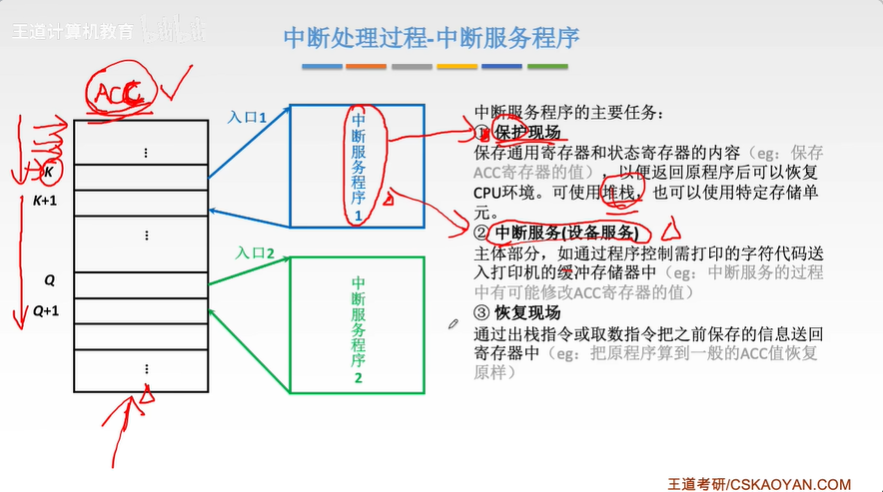 王道计算机教育
中断处理过程-中断服务程序
ACC
入口1
K
K+1
Q
Q+1
中断服务程序1
入口2
中断服务程序2
中断服务程序的主要任务：
① 保护现场
保存通用寄存器和状态寄存器的内容（eg：保存
ACC寄存器的值），以便返回原程序后可以恢复
CPU环境。可使用堆栈，也可以使用特定存储单
元。
② 中断服务(设备服务)
主体部分，如通过程序控制需打印的字符代码送
入打印机的缓冲存储器中（eg：中断服务的过程
中有可能修改ACC寄存器的值）
③ 恢复现场
通过出栈指令或取数指令把之前保存的信息送回
寄存器中（eg：把原程序算到一般的ACC值恢复
原样）
王道考研/CSKAOYAN.COM